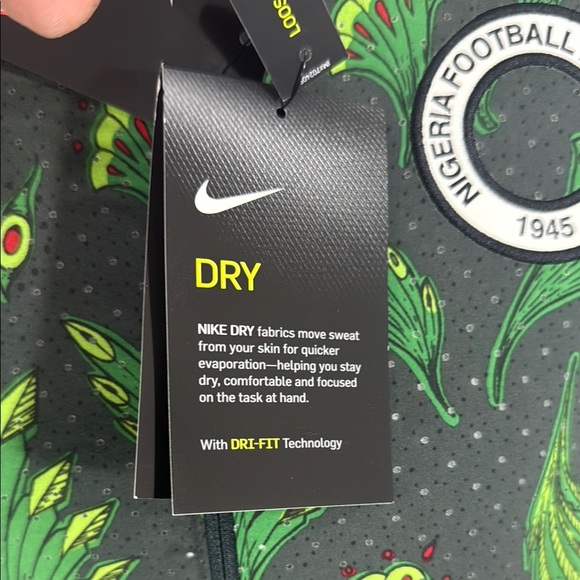 LOOS
NIGERIA FOOTBALL
1945
DRY
NIKE DRY fabrics move sweat
from your skin for quicker
evaporation—helping you stay
dry, comfortable and focused
on the task at hand.
With DRI-FIT Technology